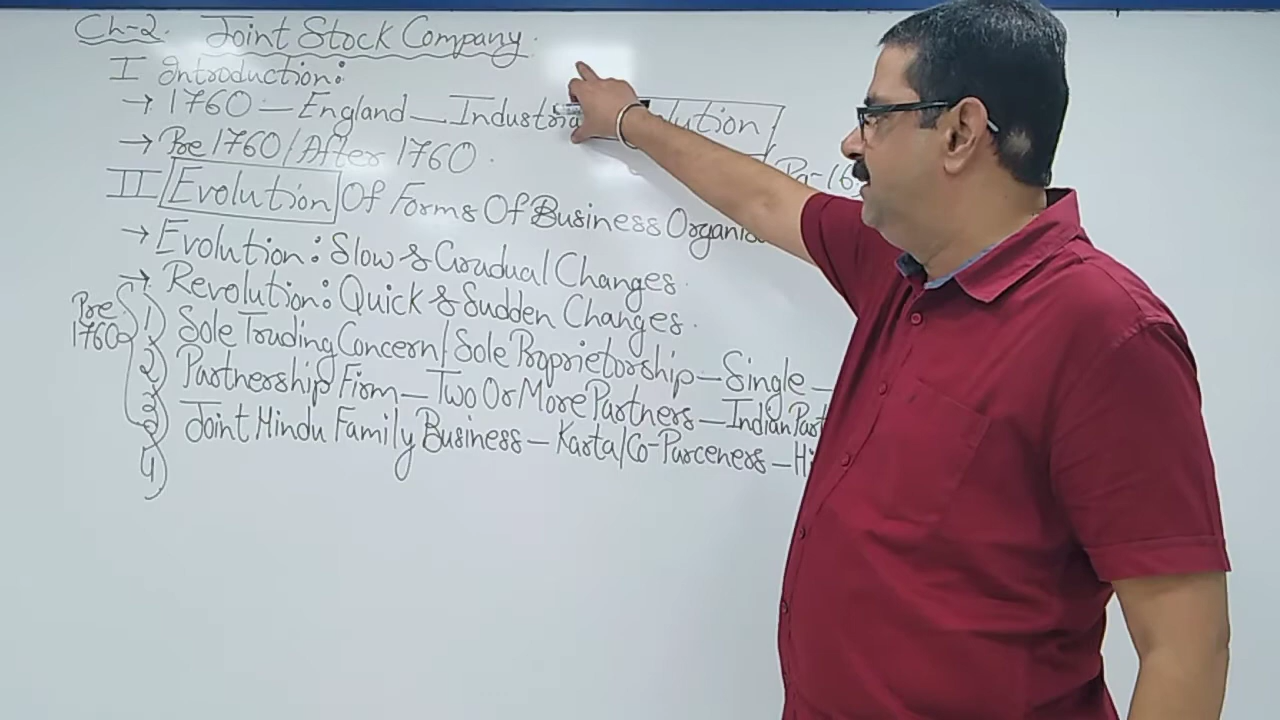 Ch-2. Joint Stock Company.
I Introduction:
→ 1760 — England — Industrial
→ Pre 1760/After 1760.
Pg-16
II Evolution Of Forms Of Business
→ Evolution: Slow & Gradual Changes.
→ Revolution: Quick & Sudden Changes.
Pre 1760
1) Sole Trading Concern/Sole Proprietorship — Single —
2) Partnership Firm — Two Or More Partners — Indian
3) Joint Hindu Family Business — Karta/Co-Parceners —
4)